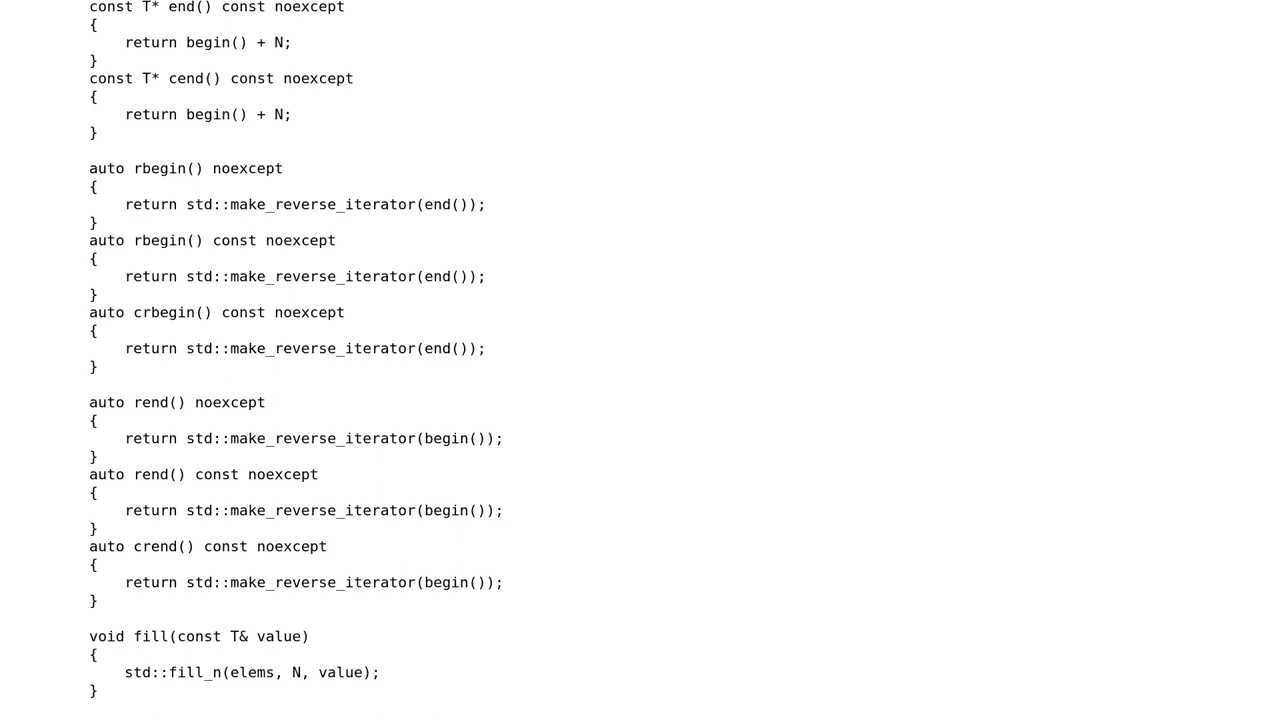 const T* end() const noexcept
{
    return begin() + N;
}
const T* cend() const noexcept
{
    return begin() + N;
}

auto rbegin() noexcept
{
    return std::make_reverse_iterator(end());
}
auto rbegin() const noexcept
{
    return std::make_reverse_iterator(end());
}
auto crbegin() const noexcept
{
    return std::make_reverse_iterator(end());
}

auto rend() noexcept
{
    return std::make_reverse_iterator(begin());
}
auto rend() const noexcept
{
    return std::make_reverse_iterator(begin());
}
auto crend() const noexcept
{
    return std::make_reverse_iterator(begin());
}

void fill(const T& value)
{
    std::fill_n(elems, N, value);
}